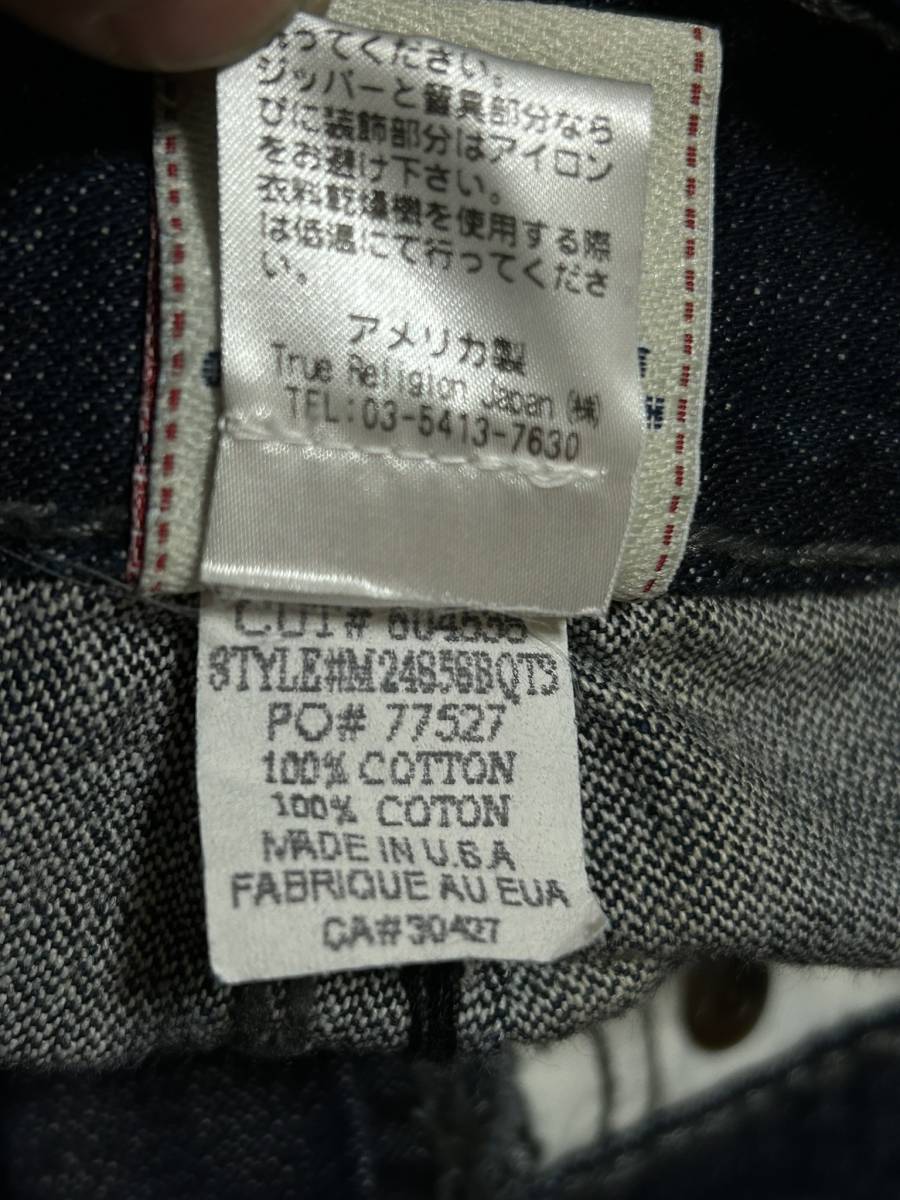 ってください。
ジッパーと留具部分なら
びに装飾部分はアイロン
をお避け下さい。
衣料乾燥機を使用する際
は低温にて行ってくださ
い。
アメリカ製
True Religion Japan (株)
TEL:03-5413-7630
CUT#
STYLE#M24856BQT3
PO# 77527
100% COTTON
100% COTON
MADE IN U.S.A
FABRIQUE AU EUA
CA#30427